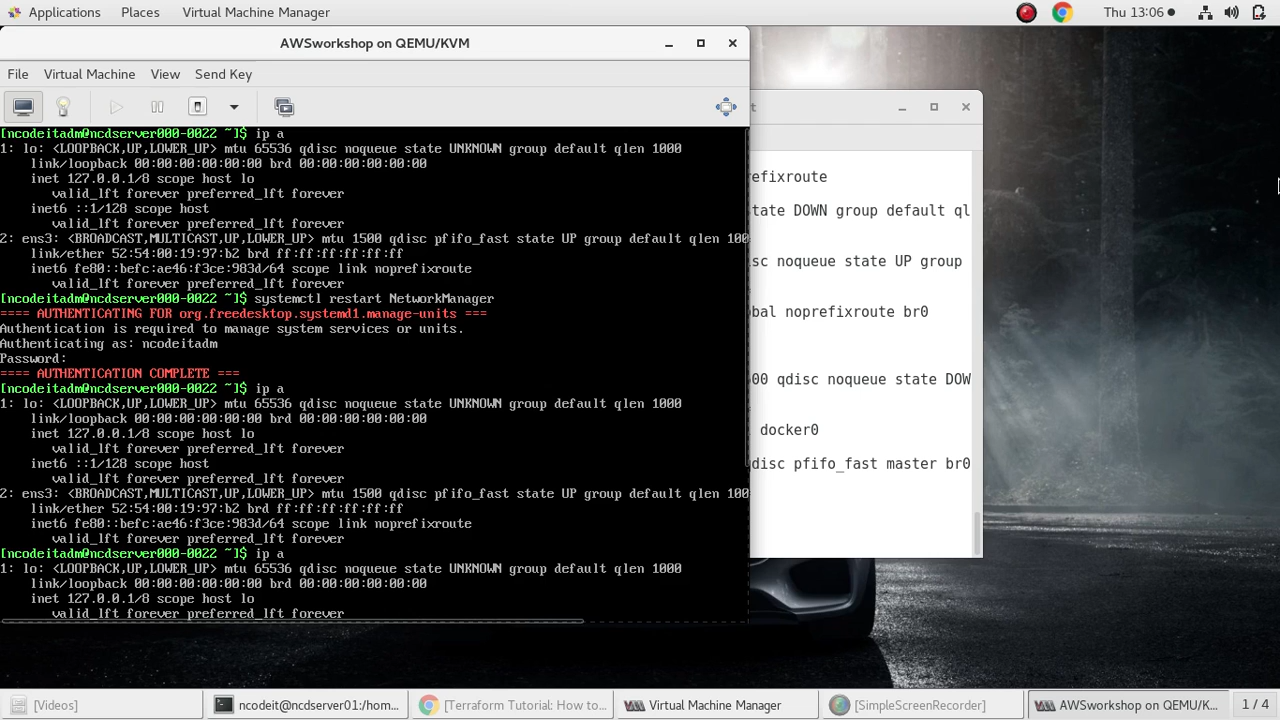 Applications Places Virtual Machine Manager Thu 13:06
AWSworkshop on QEMU/KVM
File Virtual Machine View Send Key
[ncodeitadm@ncdserver000-0022 ~]$ ip a
1: lo: <LOOPBACK,UP,LOWER_UP> mtu 65536 qdisc noqueue state UNKNOWN group default qlen 1000
link/loopback 00:00:00:00:00:00 brd 00:00:00:00:00:00
inet 127.0.0.1/8 scope host lo
valid_lft forever preferred_lft forever
inet6 ::1/128 scope host
valid_lft forever preferred_lft forever
2: ens3: <BROADCAST,MULTICAST,UP,LOWER_UP> mtu 1500 qdisc pfifo_fast state UP group default qlen 100
link/ether 52:54:00:19:97:b2 brd ff:ff:ff:ff:ff:ff
inet6 fe80::befc:ae46:f3ce:983d/64 scope link noprefixroute
valid_lft forever preferred_lft forever
[ncodeitadm@ncdserver000-0022 ~]$ systemctl restart NetworkManager
==== AUTHENTICATING FOR org.freedesktop.systemd1.manage-units ===
Authentication is required to manage system services or units.
Authenticating as: ncodeitadm
Password:
==== AUTHENTICATION COMPLETE ===
[ncodeitadm@ncdserver000-0022 ~]$ ip a
1: lo: <LOOPBACK,UP,LOWER_UP> mtu 65536 qdisc noqueue state UNKNOWN group default qlen 1000
link/loopback 00:00:00:00:00:00 brd 00:00:00:00:00:00
inet 127.0.0.1/8 scope host lo
valid_lft forever preferred_lft forever
inet6 ::1/128 scope host
valid_lft forever preferred_lft forever
2: ens3: <BROADCAST,MULTICAST,UP,LOWER_UP> mtu 1500 qdisc pfifo_fast state UP group default qlen 100
link/ether 52:54:00:19:97:b2 brd ff:ff:ff:ff:ff:ff
inet6 fe80::befc:ae46:f3ce:983d/64 scope link noprefixroute
valid_lft forever preferred_lft forever
[ncodeitadm@ncdserver000-0022 ~]$ ip a
1: lo: <LOOPBACK,UP,LOWER_UP> mtu 65536 qdisc noqueue state UNKNOWN group default qlen 1000
link/loopback 00:00:00:00:00:00 brd 00:00:00:00:00:00
inet 127.0.0.1/8 scope host lo
valid_lft forever preferred_lft forever
t
efixroute
tate DOWN group default ql
sc noqueue state UP group
bal noprefixroute br0
00 qdisc noqueue state DOW
docker0
disc pfifo_fast master br0
[Videos] ncodeit@ncdserver01:/hom... [Terraform Tutorial: How to... Virtual Machine Manager [SimpleScreenRecorder] AWSworkshop on QEMU/K... 1 / 4